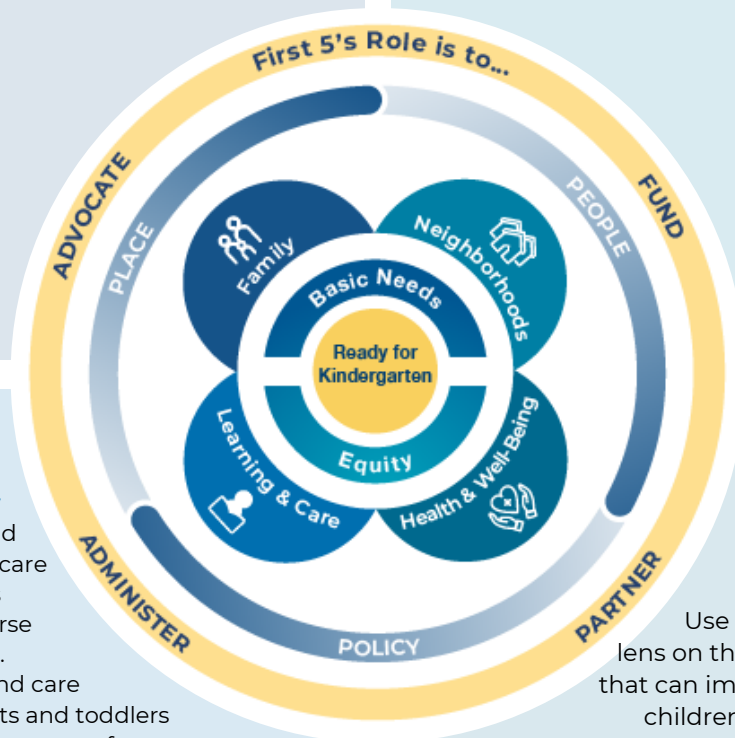 First 5's Role is to...
ADVOCATE
FUND
PLACE
PEOPLE
Family
Neighborhoods
Basic Needs
Ready for
Kindergarten
Equity
Learning & Care
Health & Well-Being
ADMINISTER
PARTNER
POLICY
care
nd care
ts and toddlers
Use
lens on th
that can im
children